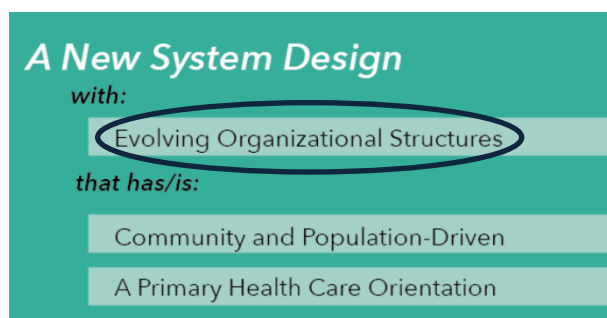 A New System Design
with:
Evolving Organizational Structures
that has/is:
Community and Population-Driven
A Primary Health Care Orientation